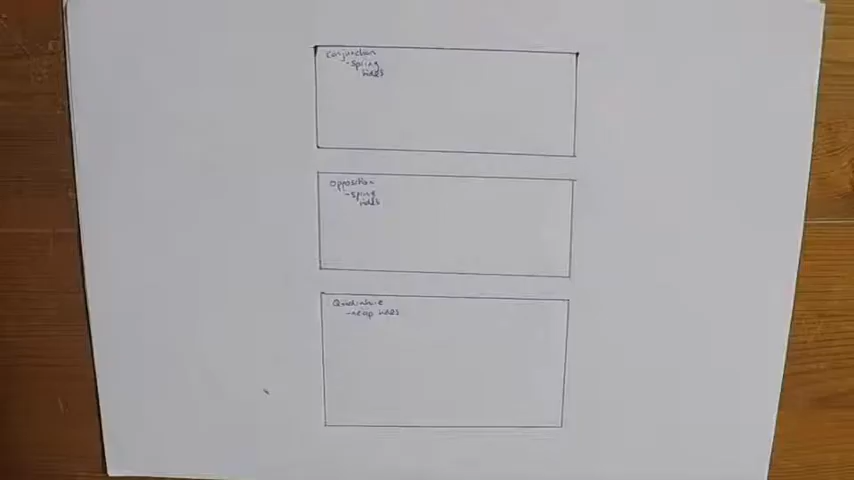 Conjunction
-Spring
tides
Opposition
-Spring
tides
Quadrature
-neap tides